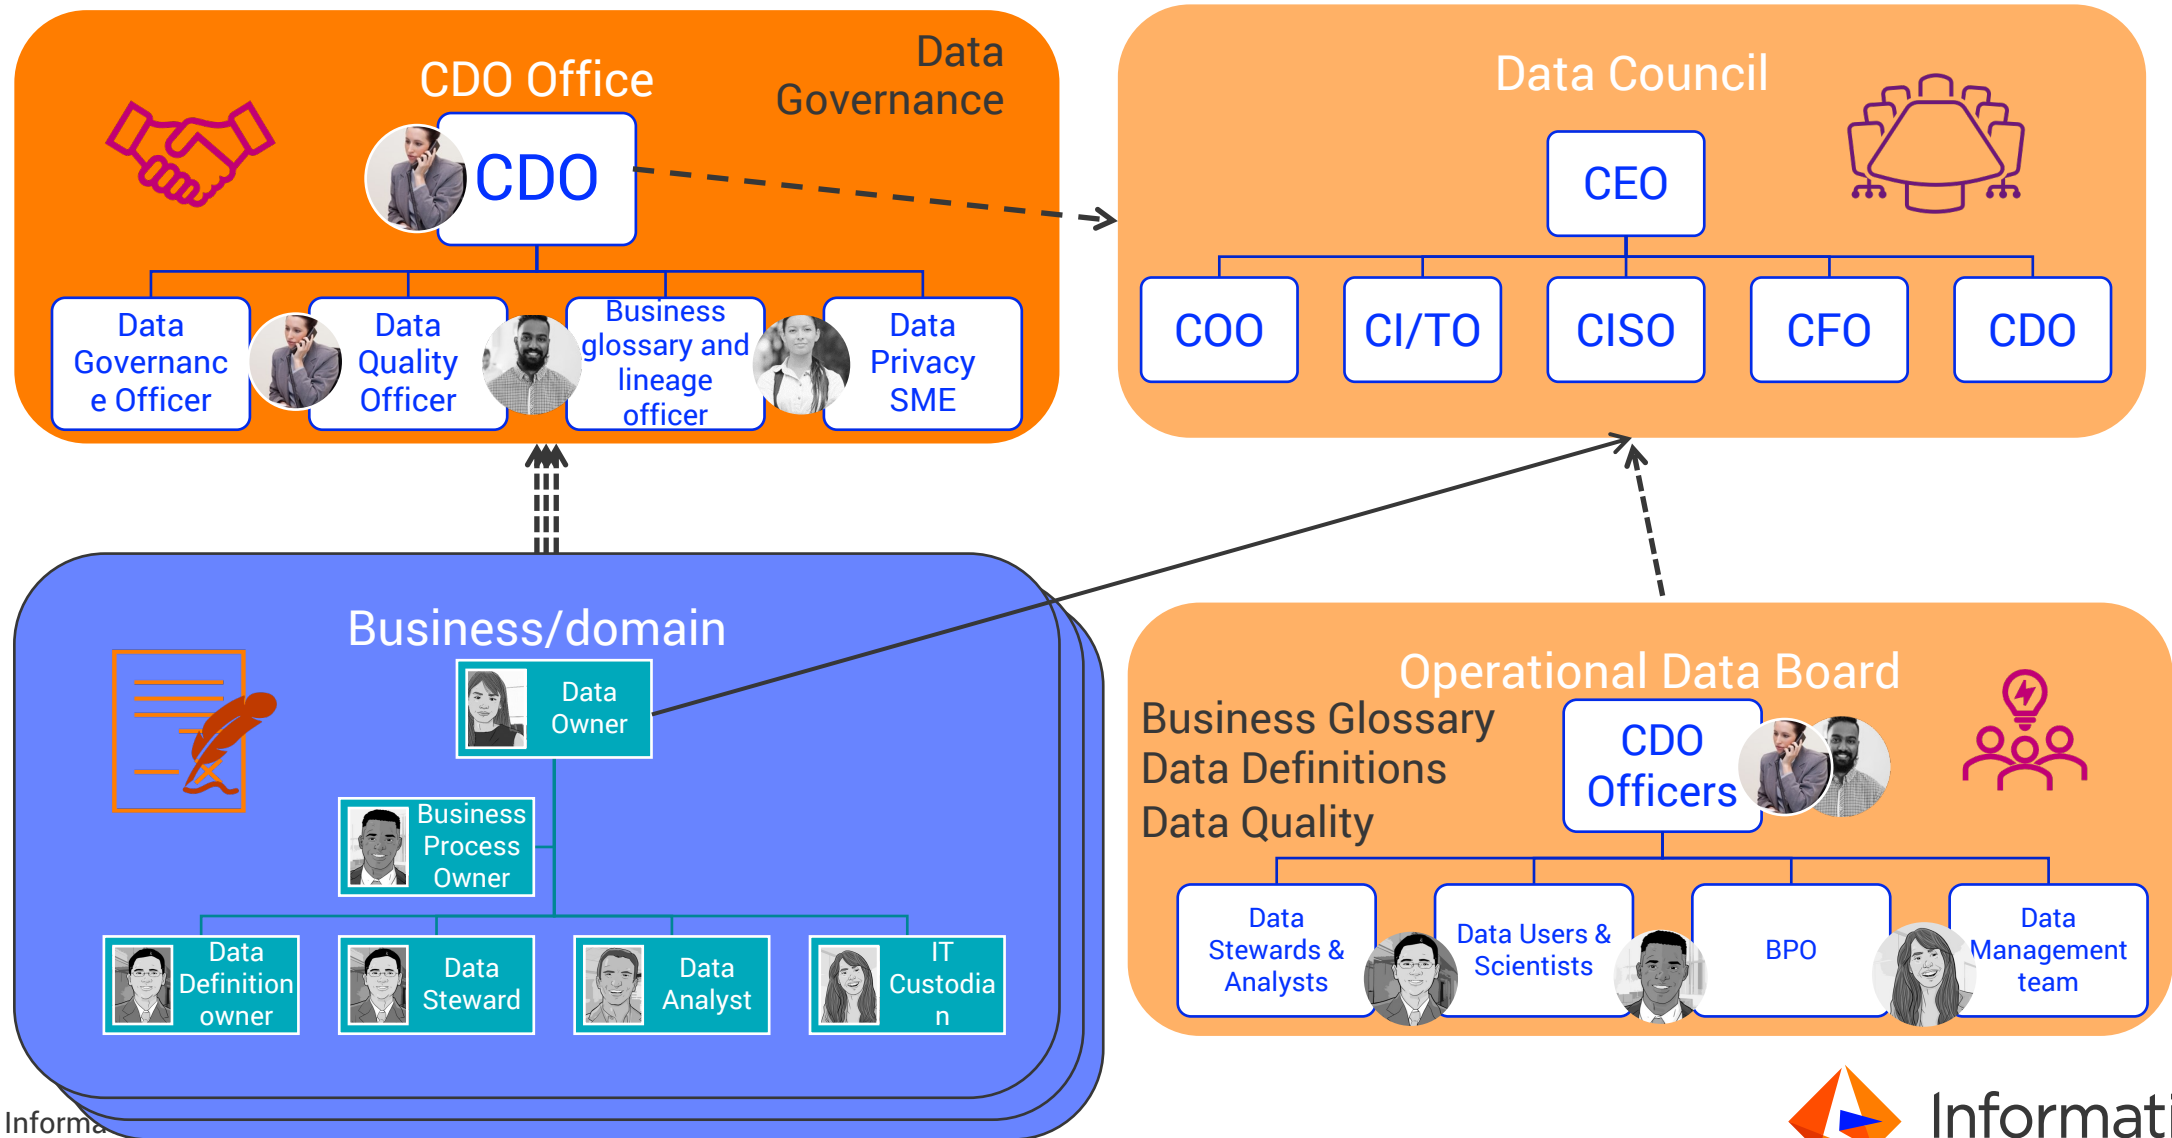 CDO Office
Data
Governance
CDO
Data
Governanc
e Officer
Data
Quality
Officer
Business
glossary and
lineage
officer
Data
Privacy
SME
Data Council
CEO
COO
CI/TO
CISO
CFO
CDO
Business/domain
Data
Owner
Business
Process
Owner
Data
Definition
owner
Data
Steward
Data
Analyst
IT
Custodia
n
Operational Data Board
Business Glossary
Data Definitions
Data Quality
CDO
Officers
Data
Stewards &
Analysts
Data Users &
Scientists
BPO
Data
Management
team
Informa
Informati